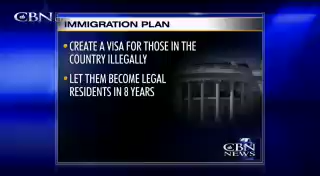 CBN
IMMIGRATION PLAN
• CREATE A VISA FOR THOSE IN THE
COUNTRY ILLEGALLY
• LET THEM BECOME LEGAL
RESIDENTS IN 8 YEARS
CBN
NEWS